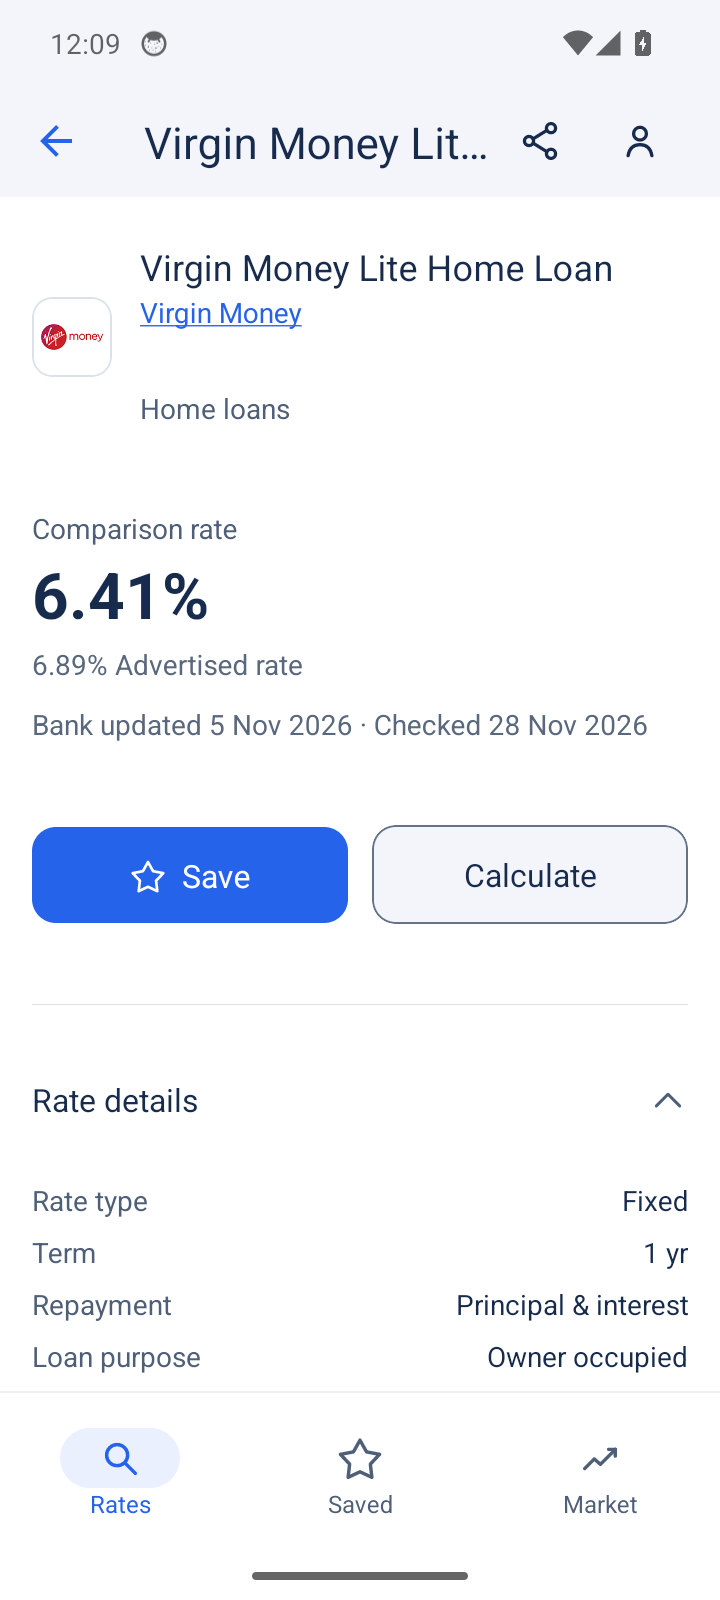 12:09
Virgin Money Lit...
Virgin Money Lite Home Loan
Virgin Money
Virgin money
Home loans
Comparison rate
6.41%
6.89% Advertised rate
Bank updated 5 Nov 2026 · Checked 28 Nov 2026
Save
Calculate
Rate details
Rate type Fixed
Term 1 yr
Repayment Principal & interest
Loan purpose Owner occupied
Rates
Saved
Market